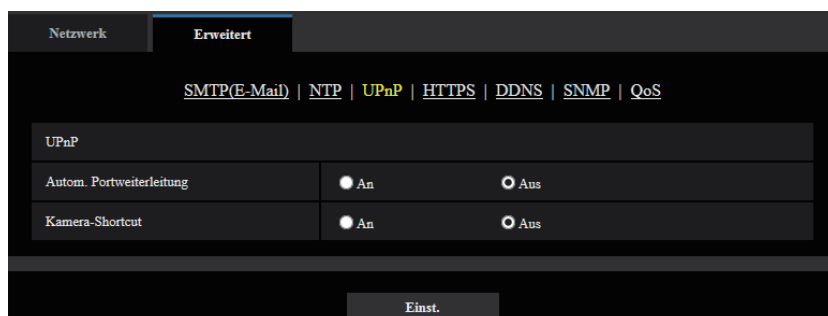 Netzwerk Erweitert
SMTP(E-Mail) | NTP | UPnP | HTTPS | DDNS | SNMP | QoS
UPnP
Autom. Portweiterleitung An Aus
Kamera-Shortcut An Aus
Einst.